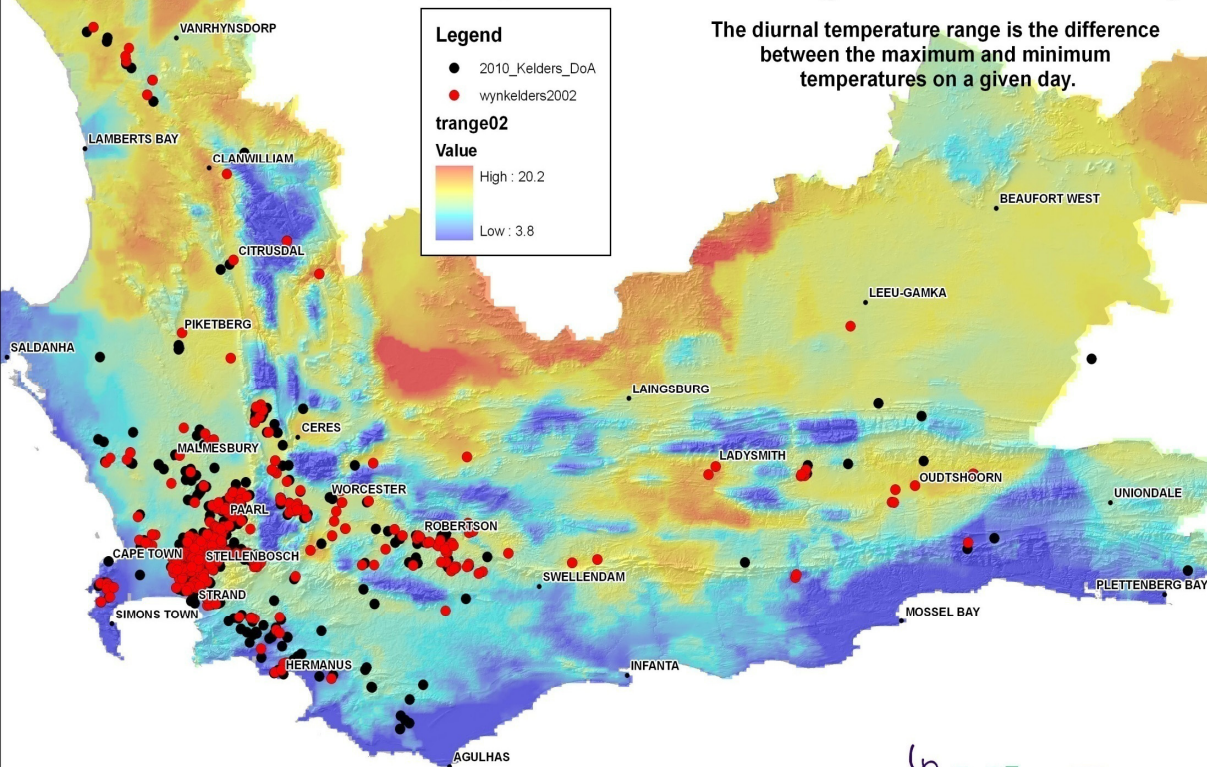 The diurnal temperature range is the difference
between the maximum and minimum
temperatures on a given day.
Legend
2010_Kelders_DoA
wynkelders2002
trange02
Value
High : 20.2
Low : 3.8
VANRHYNSDORP
LAMBERTS BAY
CLANWILLIAM
BEAUFORT WEST
CITRUSDAL
LEEU-GAMKA
PIKETBERG
SALDANHA
LAINGSBURG
CERES
MALMESBURY
LADYSMITH
OUDTSHOORN
WORCESTER
UNIONDALE
PAARL
ROBERTSON
CAPE TOWN
STELLENBOSCH
SWELLENDAM
PLETTENBERG BAY
STRAND
SIMONS TOWN
MOSSEL BAY
HERMANUS
INFANTA
AGULHAS